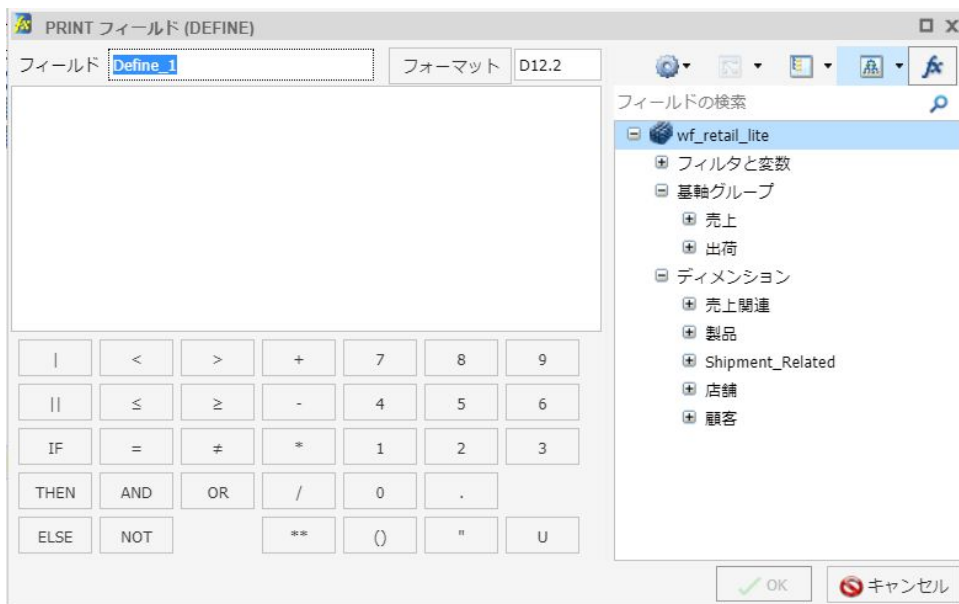 PRINT フィールド (DEFINE)
フィールド Define_1 フォーマット D12.2
fx
フィールドの検索
wf_retail_lite
フィルタと変数
基軸グループ
売上
出荷
ディメンション
売上関連
製品
Shipment_Related
店舗
顧客
| < > + 7 8 9
|| ≤ ≥ - 4 5 6
IF = ≠ * 1 2 3
THEN AND OR / 0 .
ELSE NOT ** () " U
OK キャンセル